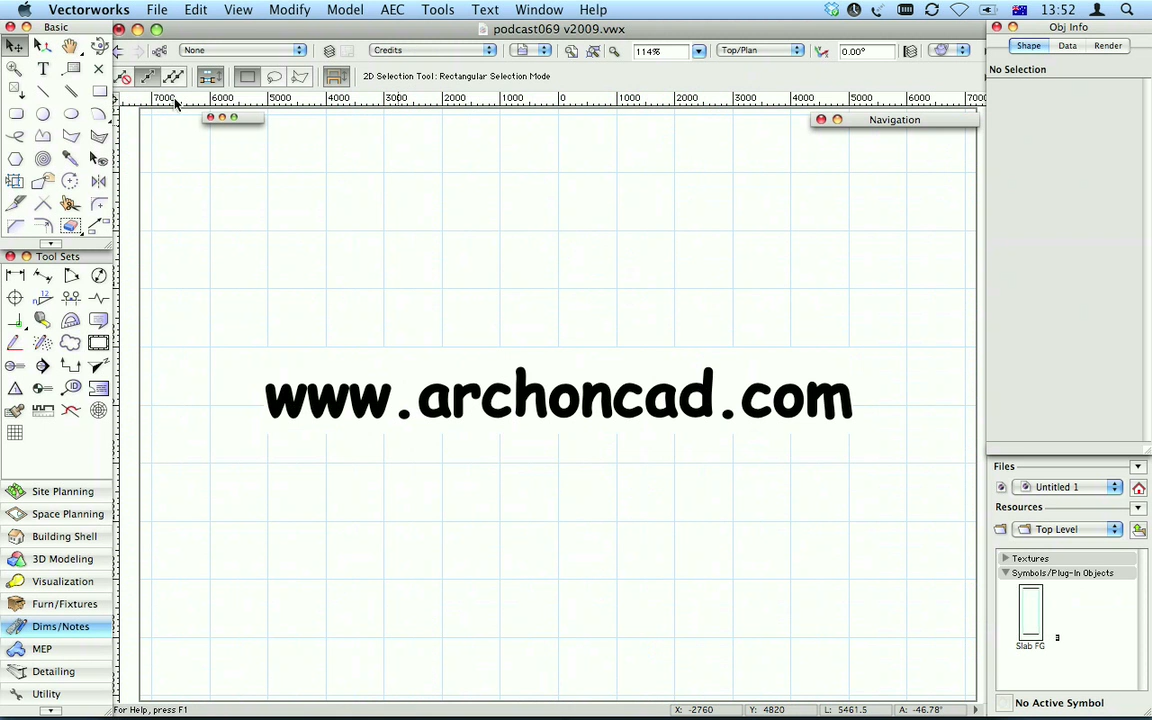 Vectorworks File Edit View Modify Model AEC Tools Text Window Help 13:52
Basic
podcast069 v2009.vwx
Obj Info
None Credits 114% Top/Plan 0.00°
Shape Data Render
No Selection
2D Selection Tool: Rectangular Selection Mode
7000 6000 5000 4000 3000 2000 1000 0 1000 2000 3000 4000 5000 6000 7000
Navigation
Tool Sets
12
www.archoncad.com
Files
Untitled 1
Resources
Top Level
Textures
Symbols/Plug-In Objects
Slab FG
No Active Symbol
ID
Site Planning
Space Planning
Building Shell
3D Modeling
Visualization
Furn/Fixtures
Dims/Notes
MEP
Detailing
Utility
For Help, press F1 X: -2760 Y: 4820 L: 5461.5 A: -46.78°